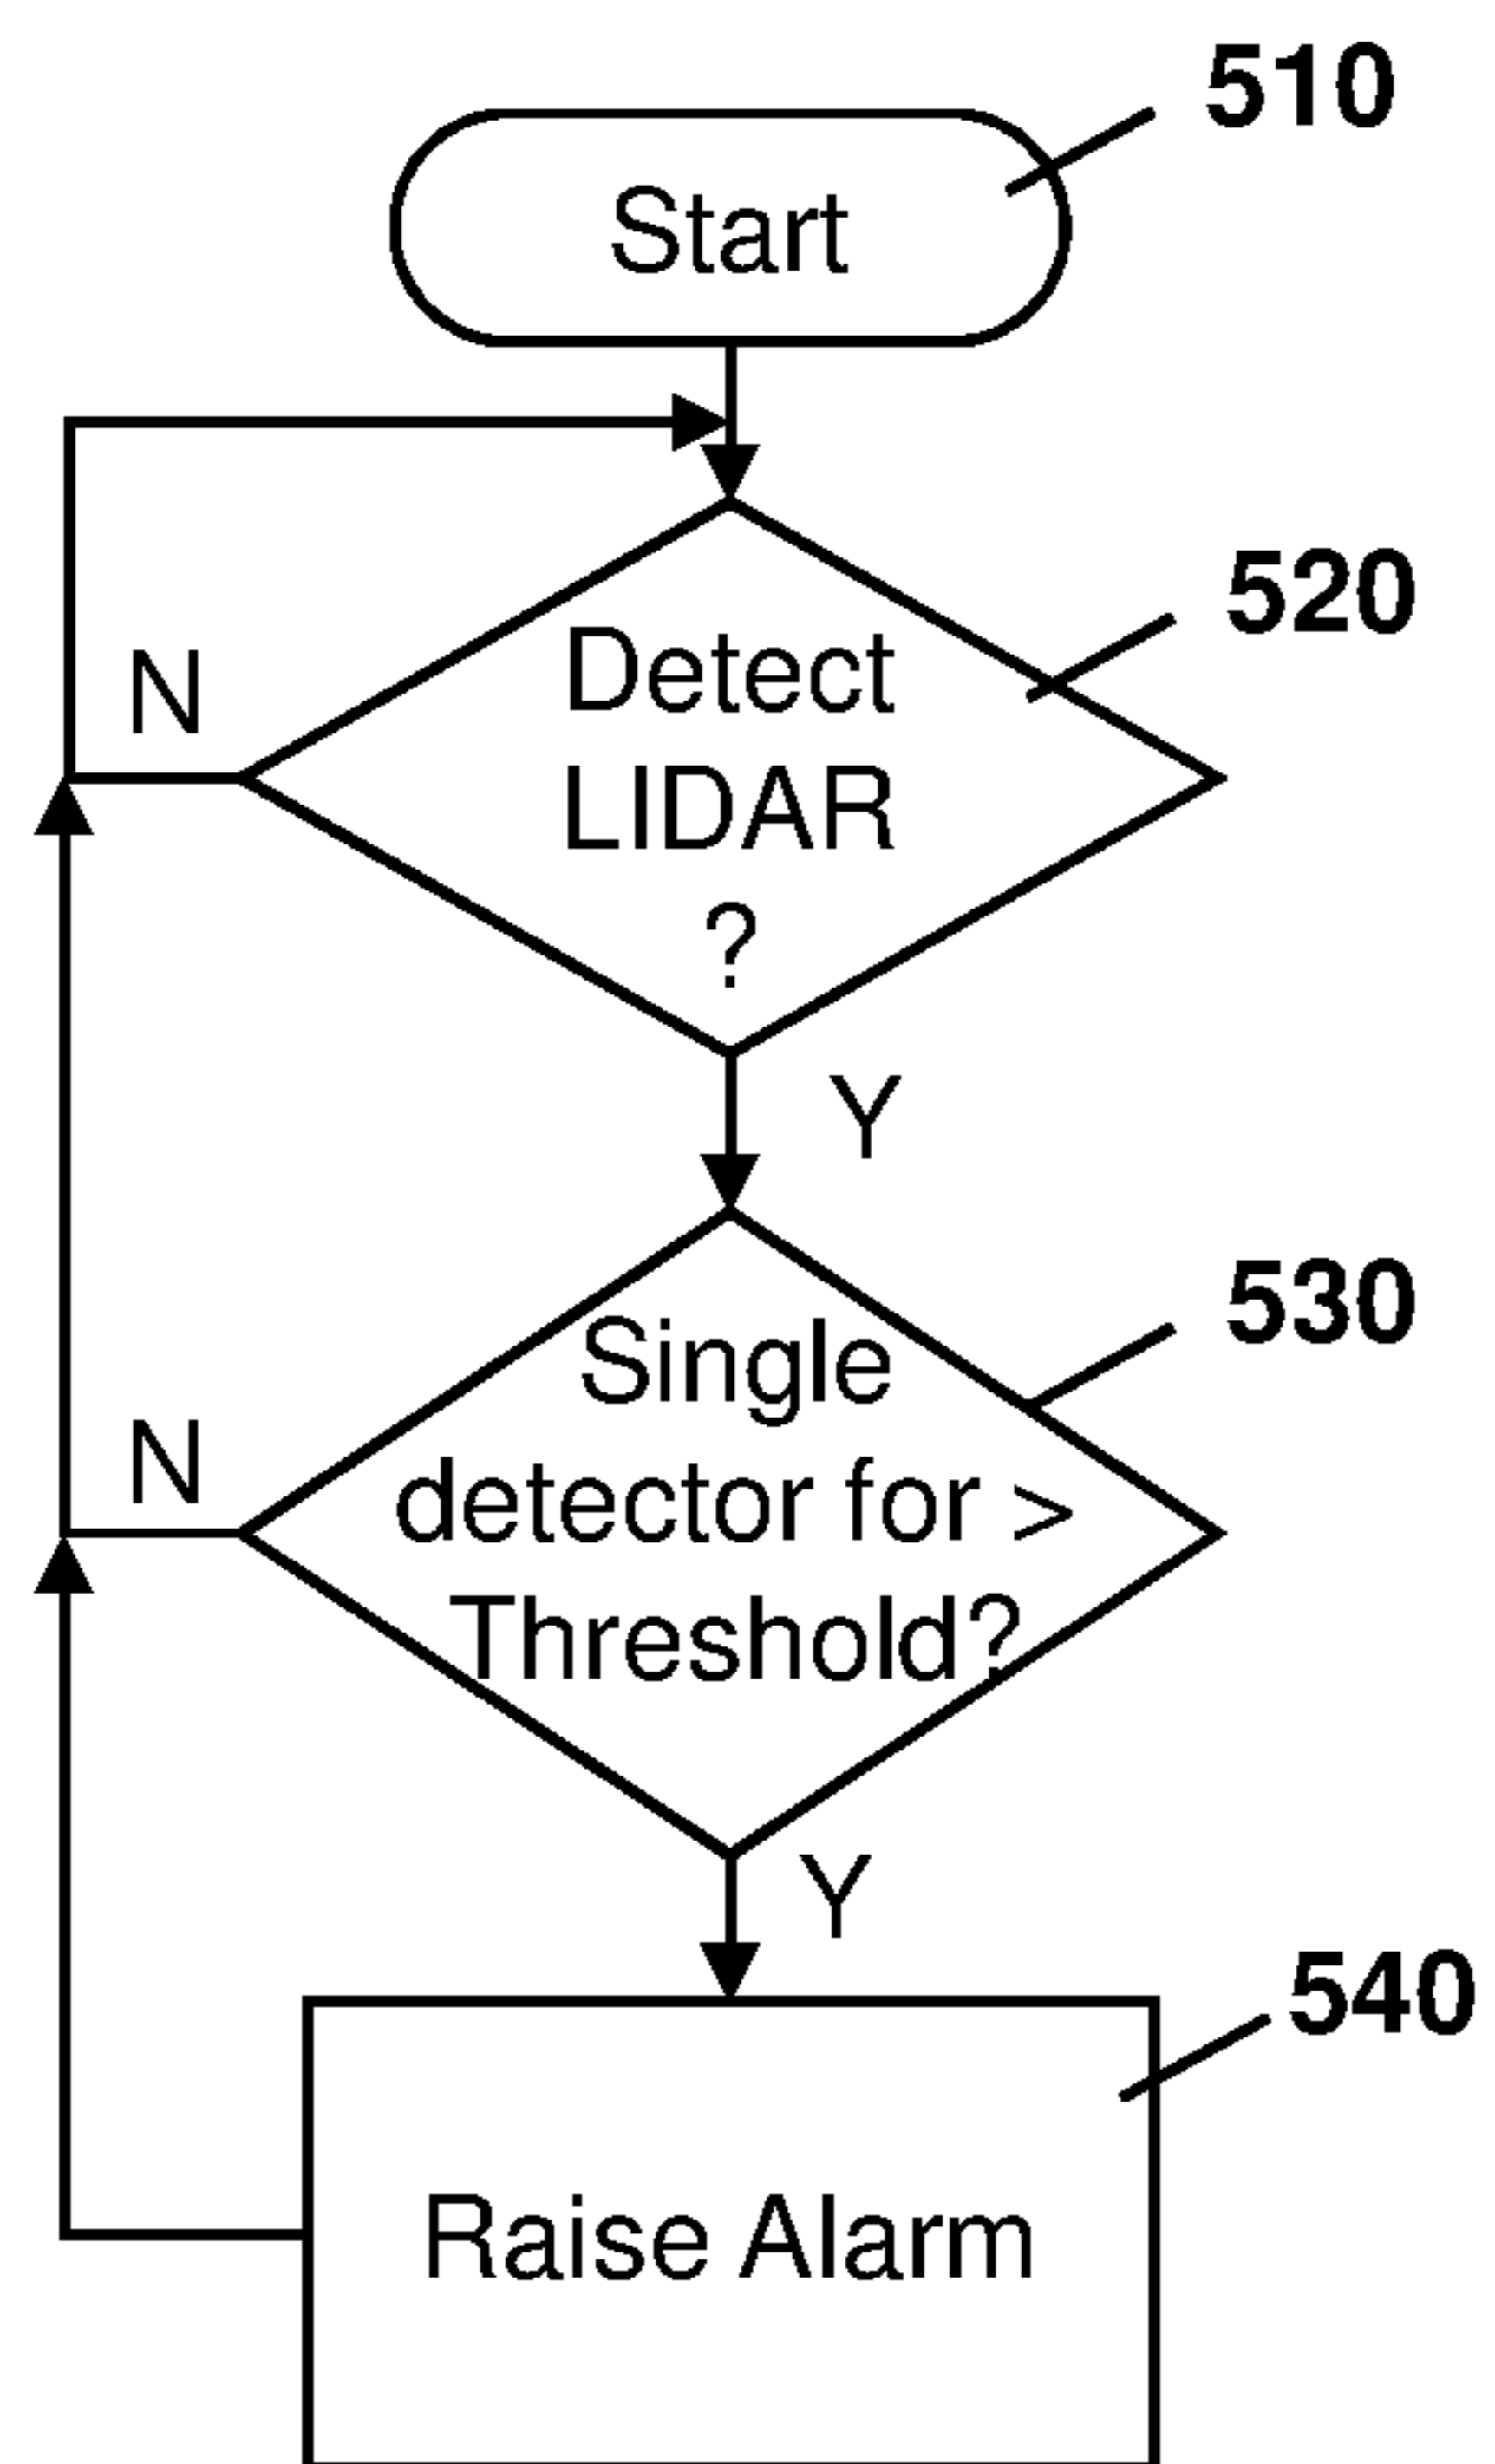 510
Start
520
N
Detect
LIDAR
?
Y
530
Single
N
detector for >
Threshold?
Y
540
Raise Alarm